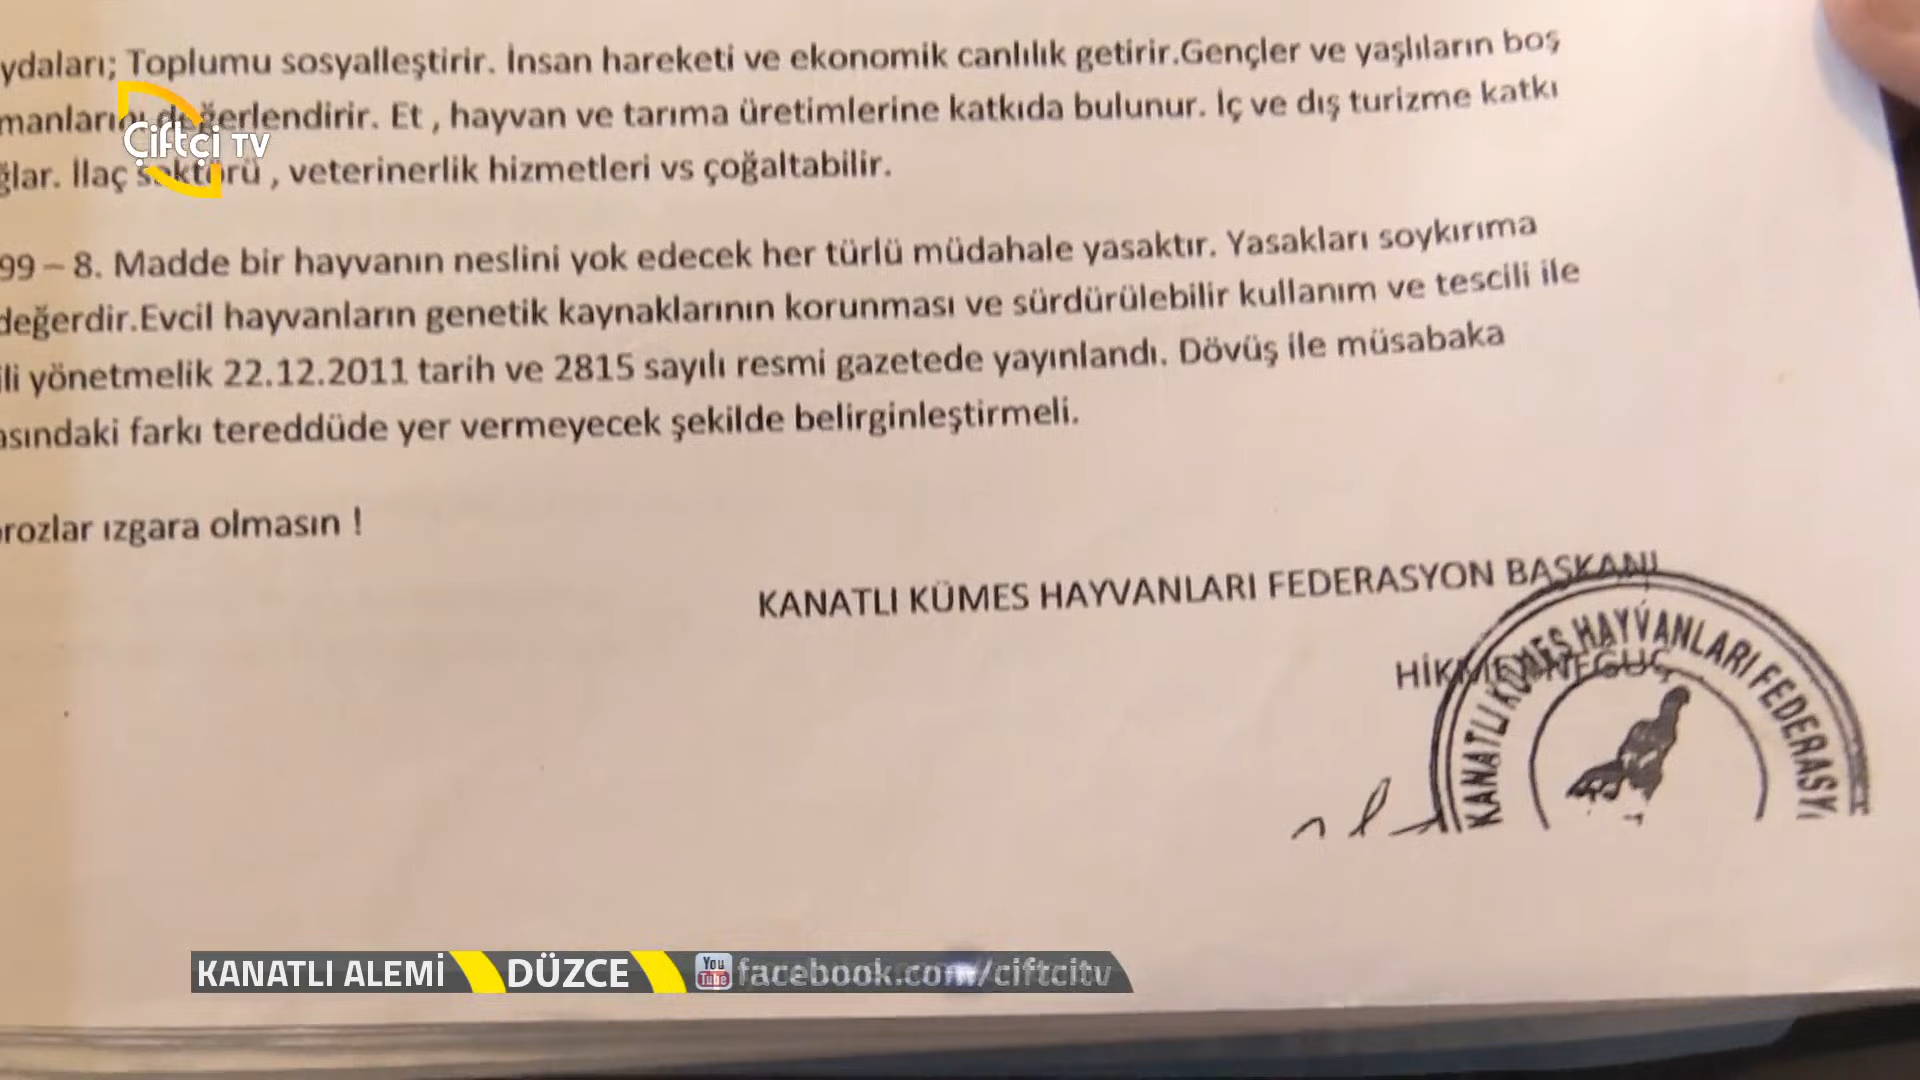 ydaları; Toplumu sosyalleştirir. İnsan hareketi ve ekonomik canlılık getirir.Gençler ve yaşlıların boş
manlarını değerlendirir. Et , hayvan ve tarıma üretimlerine katkıda bulunur. İç ve dış turizme katkı
ğlar. İlaç sektörü , veterinerlik hizmetleri vs çoğaltabilir.
Çiftçi TV
99 – 8. Madde bir hayvanın neslini yok edecek her türlü müdahale yasaktır. Yasakları soykırıma
değerdir.Evcil hayvanların genetik kaynaklarının korunması ve sürdürülebilir kullanım ve tescili ile
ili yönetmelik 22.12.2011 tarih ve 2815 sayılı resmi gazetede yayınlandı. Dövüş ile müsabaka
asındaki farkı tereddüde yer vermeyecek şekilde belirginleştirmeli.
orozlar ızgara olmasın !
KANATLI KÜMES HAYVANLARI FEDERASYON BAŞKANI
KANATLI KÜMES HAYVANLARI FEDERASY
KANATLI ALEMİ DÜZCE You Tube facebook.com/ciftcitv